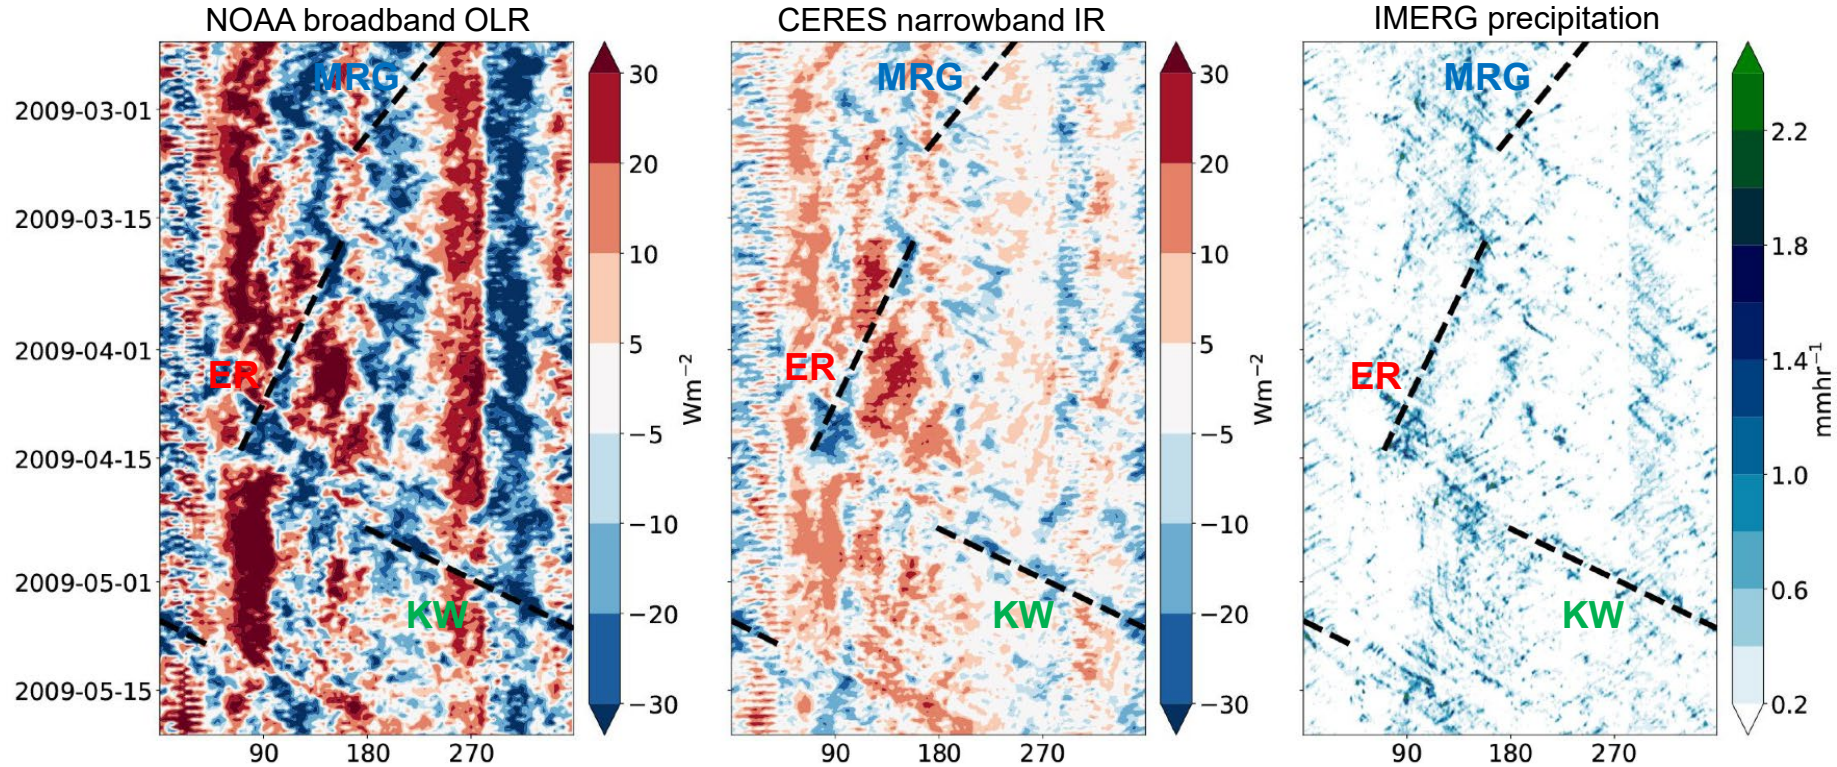 NOAA broadband OLR
CERES narrowband IR
IMERG precipitation
MRG
MRG
MRG
2009-03-01
2009-03-15
2009-04-01
2009-04-15
2009-05-01
2009-05-15
ER
ER
ER
KW
KW
KW
30
20
10
5
−5
−10
−20
−30
Wm⁻²
30
20
10
5
−5
−10
−20
−30
Wm⁻²
2.2
1.8
1.4
1.0
0.6
0.2
mmhr⁻¹
90 180 270
90 180 270
90 180 270